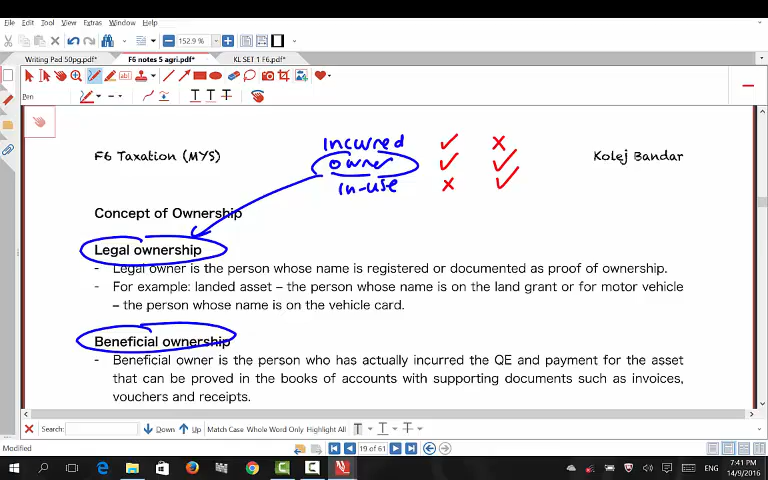 File Edit Tool View Extras Window Help
152.9 %
Writing Pad 50pg.pdf* F6 notes 5 agri.pdf* KL SET 1 F6.pdf*
Pen
F6 Taxation (MYS)
incurred ✓ ×
owner ✓ ✓
in-use × ✓
Kolej Bandar
Concept of Ownership
Legal ownership
- Legal owner is the person whose name is registered or documented as proof of ownership.
- For example: landed asset – the person whose name is on the land grant or for motor vehicle
– the person whose name is on the vehicle card.
Beneficial ownership
- Beneficial owner is the person who has actually incurred the QE and payment for the asset
that can be proved in the books of accounts with supporting documents such as invoices,
vouchers and receipts.
Search: Down Up Match Case Whole Word Only Highlight All
Modified 19 of 61
ENG 7:41 PM
14/9/2016